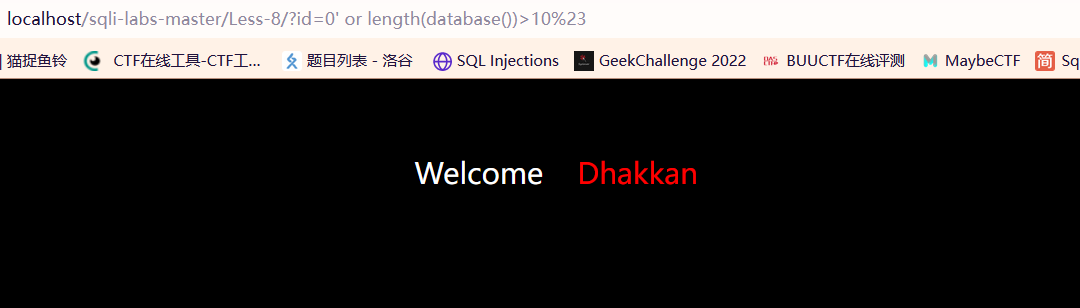 localhost/sqli-labs-master/Less-8/?id=0' or length(database())>10%23
猫捉鱼铃 CTF在线工具-CTF工... 题目列表 - 洛谷 SQL Injections GeekChallenge 2022 BUUCTF在线评测 MaybeCTF 简 Sq
Welcome Dhakkan